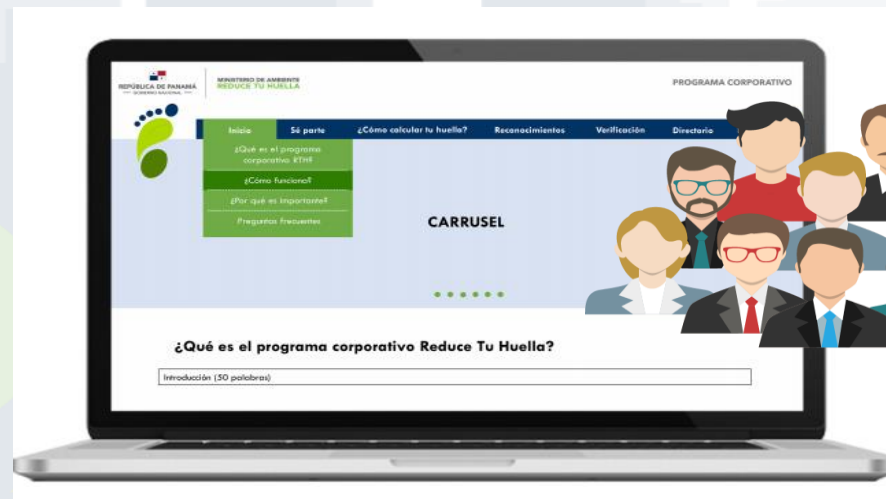 REPÚBLICA DE PANAMÁ
— GOBIERNO NACIONAL —
MINISTERIO DE AMBIENTE
REDUCE TU HUELLA
PROGRAMA CORPORATIVO
Inicio Sé parte ¿Cómo calcular tu huella? Reconocimientos Verificación Directorio
¿Qué es el programa
corporativo RTH?
¿Cómo funciona?
¿Por qué es importante?
Preguntas Frecuentes
CARRUSEL
¿Qué es el programa corporativo Reduce Tu Huella?
Introducción (50 palabras)